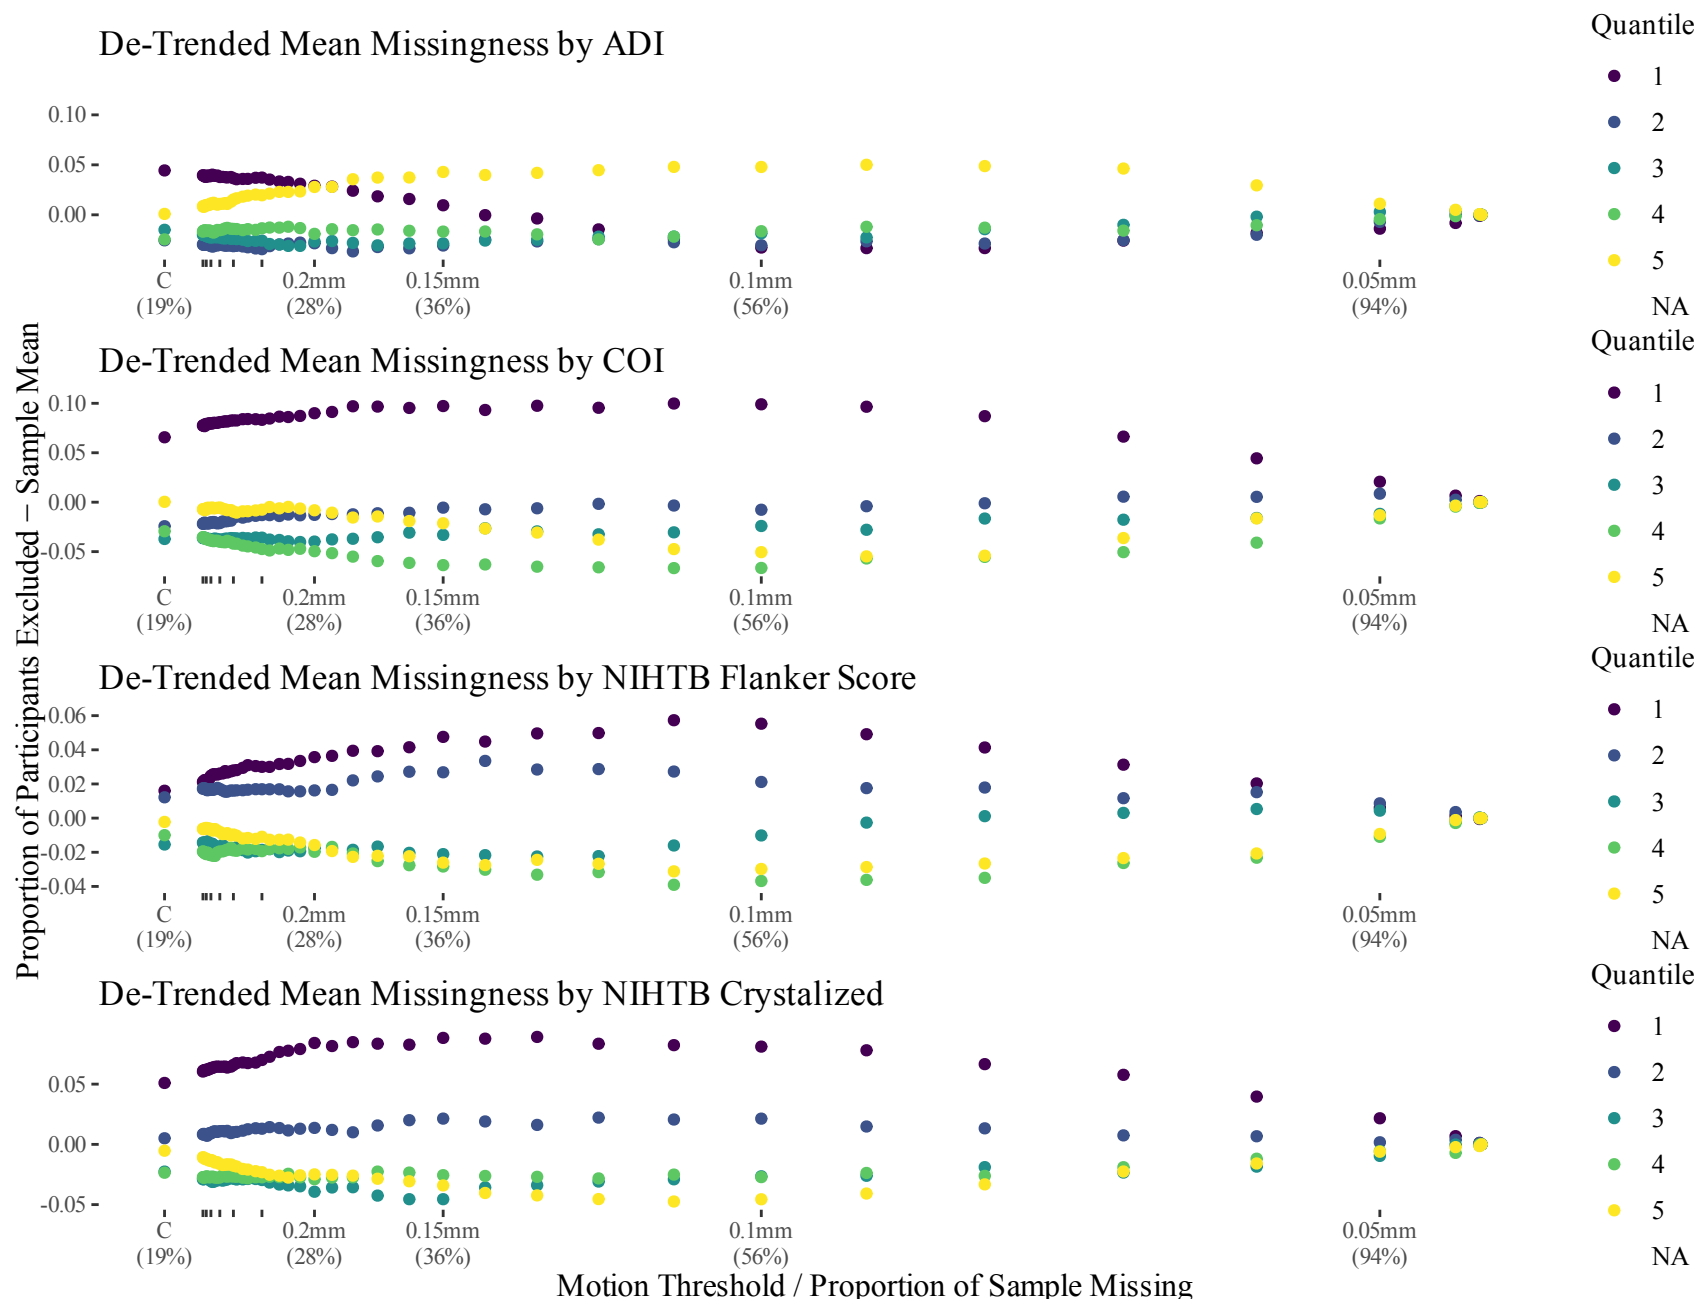 De-Trended Mean Missingness by ADI
Quantile
1
2
3
4
5
NA
0.10
0.05
0.00
C
(19%)
0.2mm
(28%)
0.15mm
(36%)
0.1mm
(56%)
0.05mm
(94%)
De-Trended Mean Missingness by COI
Quantile
1
2
3
4
5
NA
0.10
0.05
0.00
-0.05
C
(19%)
0.2mm
(28%)
0.15mm
(36%)
0.1mm
(56%)
0.05mm
(94%)
Proportion of Participants Excluded – Sample Mean
De-Trended Mean Missingness by NIHTB Flanker Score
Quantile
1
2
3
4
5
NA
0.06
0.04
0.02
0.00
-0.02
-0.04
C
(19%)
0.2mm
(28%)
0.15mm
(36%)
0.1mm
(56%)
0.05mm
(94%)
De-Trended Mean Missingness by NIHTB Crystalized
Quantile
1
2
3
4
5
NA
0.05
0.00
-0.05
C
(19%)
0.2mm
(28%)
0.15mm
(36%)
0.1mm
(56%)
0.05mm
(94%)
Motion Threshold / Proportion of Sample Missing